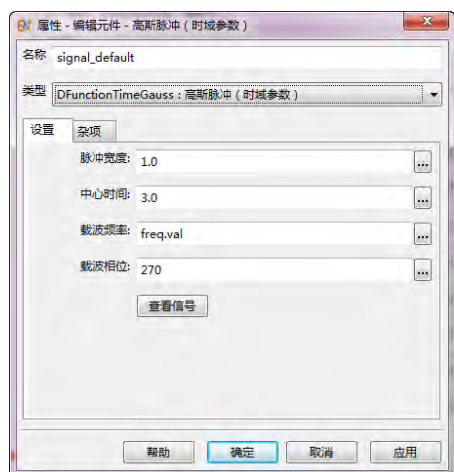 属性 - 编辑元件 - 高斯脉冲（时域参数）
名称 signal_default
类型 DFunctionTimeGauss：高斯脉冲（时域参数）
设置 杂项
脉冲宽度: 1.0 ...
中心时间: 3.0 ...
载波频率: freq.val ...
载波相位: 270 ...
查看信号
帮助 确定 取消 应用